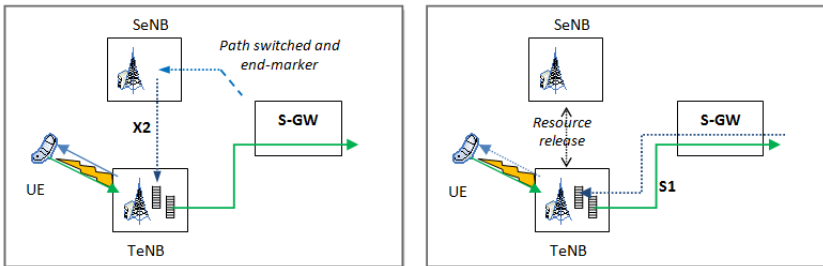 SeNB
Path switched and
end-marker
X2
S-GW
UE
TeNB
SeNB
Resource
release
S-GW
S1
UE
TeNB